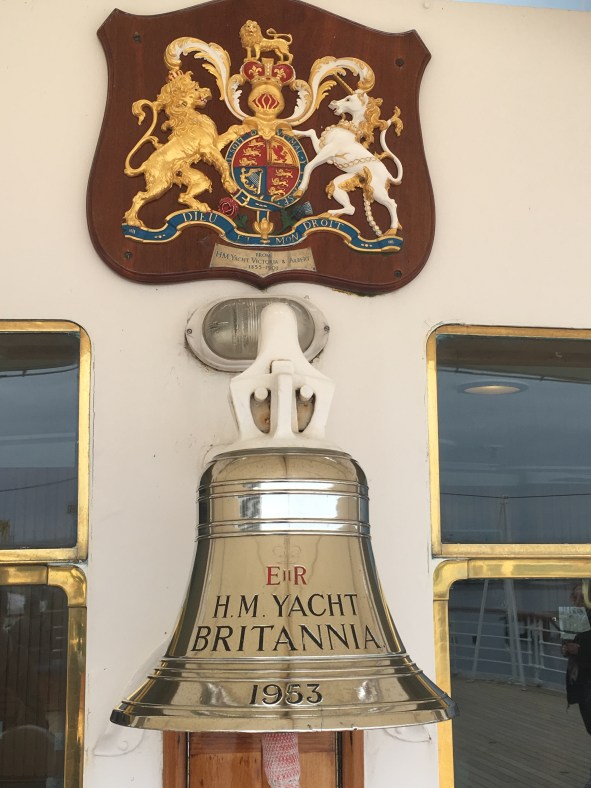 DIEU ET MON DROIT
FROM
H.M. YACHT VICTORIA & ALBERT
EIIR
H.M. YACHT
BRITANNIA
1953